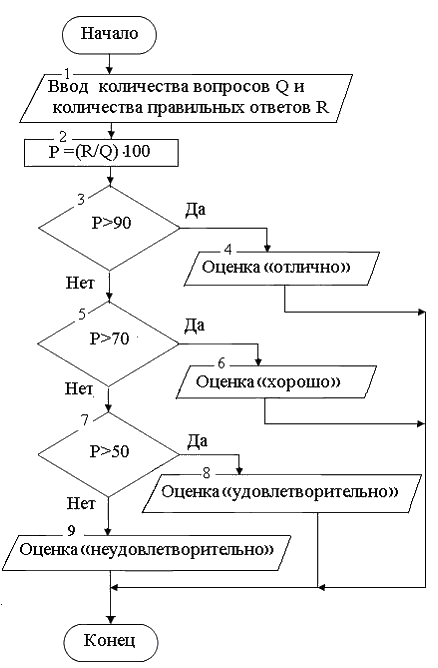 Начало
1
Ввод количества вопросов Q и
количества правильных ответов R
2
P =(R/Q) ·100
3
P>90
Да
4
Оценка «отлично»
Нет
5
P>70
Да
6
Оценка «хорошо»
Нет
7
P>50
Да
8
Оценка «удовлетворительно»
Нет
9
Оценка «неудовлетворительно»
Конец